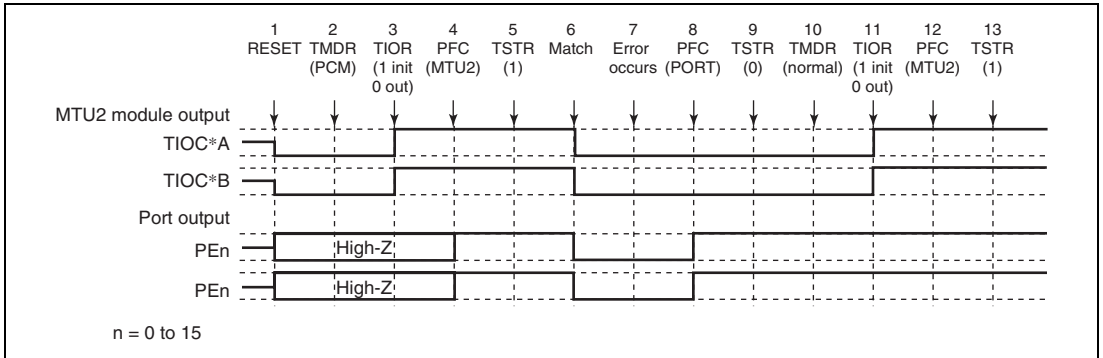 1 2 3 4 5 6 7 8 9 10 11 12 13
RESET TMDR TIOR PFC TSTR Match Error PFC TSTR TMDR TIOR PFC TSTR
(PCM) (1 init (MTU2) (1) occurs (PORT) (0) (normal) (1 init (MTU2) (1)
0 out) 0 out)
MTU2 module output
TIOC*A
TIOC*B
Port output
PEn High-Z
PEn High-Z
n = 0 to 15